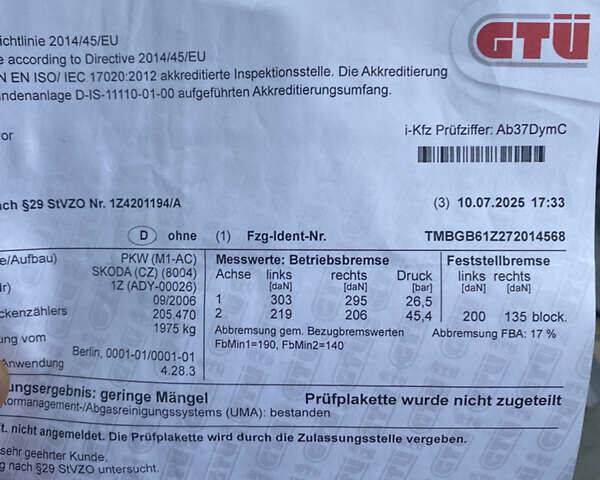 GTÜ
chtlinie 2014/45/EU
e according to Directive 2014/45/EU
N EN ISO/ IEC 17020:2012 akkreditierte Inspektionsstelle. Die Akkreditierung
ndenanlage D-IS-11110-01-00 aufgeführten Akkreditierungsumfang.
or
i-Kfz Prüfziffer: Ab37DymC
ach §29 StVZO Nr. 1Z4201194/A (3) 10.07.2025 17:33
D ohne (1) Fzg-Ident-Nr. TMBGB61Z272014568
e/Aufbau) PKW (M1-AC) Messwerte: Betriebsbremse Feststellbremse
SKODA (CZ) (8004) Achse links rechts Druck links rechts
r) 1Z (ADY-00026) [daN] [daN] [bar] [daN] [daN]
09/2006 1 303 295 26,5
ckenzählers 205.470 2 219 206 45,4 200 135 block.
1975 kg Abbremsung gem. Bezugbremswerten Abbremsung FBA: 17 %
ung vom Berlin, 0001-01/0001-01 FbMin1=190, FbMin2=140
Anwendung 4.28.3
ungsergebnis: geringe Mängel Prüfplakette wurde nicht zugeteilt
tormanagement-/Abgasreinigungssystems (UMA): bestanden
t. nicht angemeldet. Die Prüfplakette wird durch die Zulassungsstelle vergeben.
sehr geehrter Kunde,
g nach §29 StVZO untersucht.